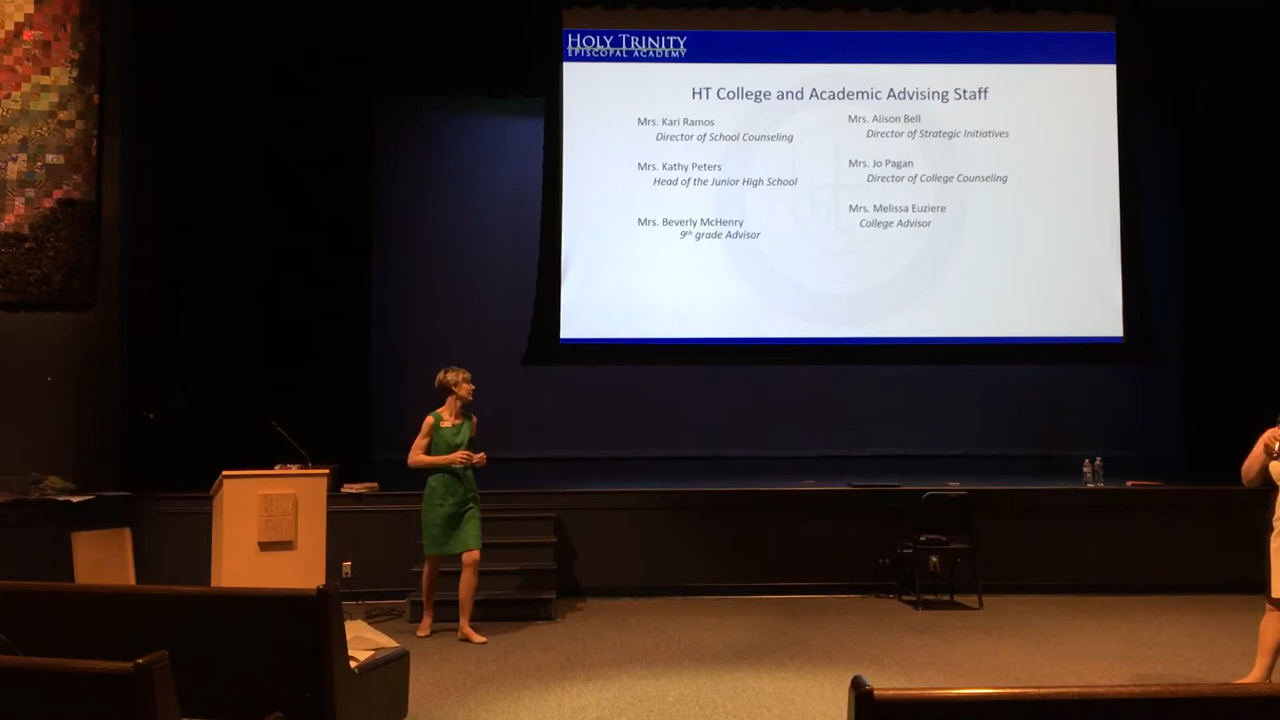 HOLY TRINITY
EPISCOPAL ACADEMY
HT College and Academic Advising Staff
Mrs. Kari Ramos
Director of School Counseling
Mrs. Kathy Peters
Head of the Junior High School
Mrs. Beverly McHenry
9th grade Advisor
Mrs. Alison Bell
Director of Strategic Initiatives
Mrs. Jo Pagan
Director of College Counseling
Mrs. Melissa Euziere
College Advisor